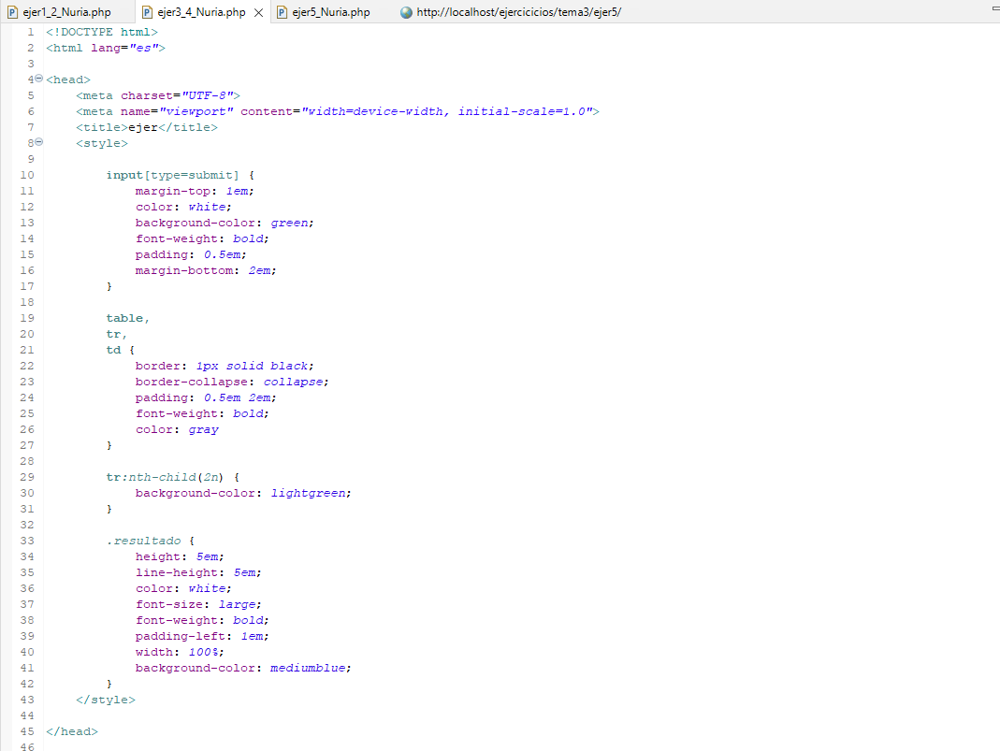 ejer1_2_Nuria.php ejer3_4_Nuria.php ejer5_Nuria.php http://localhost/ejercicicios/tema3/ejer5/
1 <!DOCTYPE html>
2 <html lang="es">
3
4 <head>
5 <meta charset="UTF-8">
6 <meta name="viewport" content="width=device-width, initial-scale=1.0">
7 <title>ejer</title>
8 <style>
9
10 input[type=submit] {
11 margin-top: 1em;
12 color: white;
13 background-color: green;
14 font-weight: bold;
15 padding: 0.5em;
16 margin-bottom: 2em;
17 }
18
19 table,
20 tr,
21 td {
22 border: 1px solid black;
23 border-collapse: collapse;
24 padding: 0.5em 2em;
25 font-weight: bold;
26 color: gray
27 }
28
29 tr:nth-child(2n) {
30 background-color: lightgreen;
31 }
32
33 .resultado {
34 height: 5em;
35 line-height: 5em;
36 color: white;
37 font-size: large;
38 font-weight: bold;
39 padding-left: 1em;
40 width: 100%;
41 background-color: mediumblue;
42 }
43 </style>
44
45 </head>
46